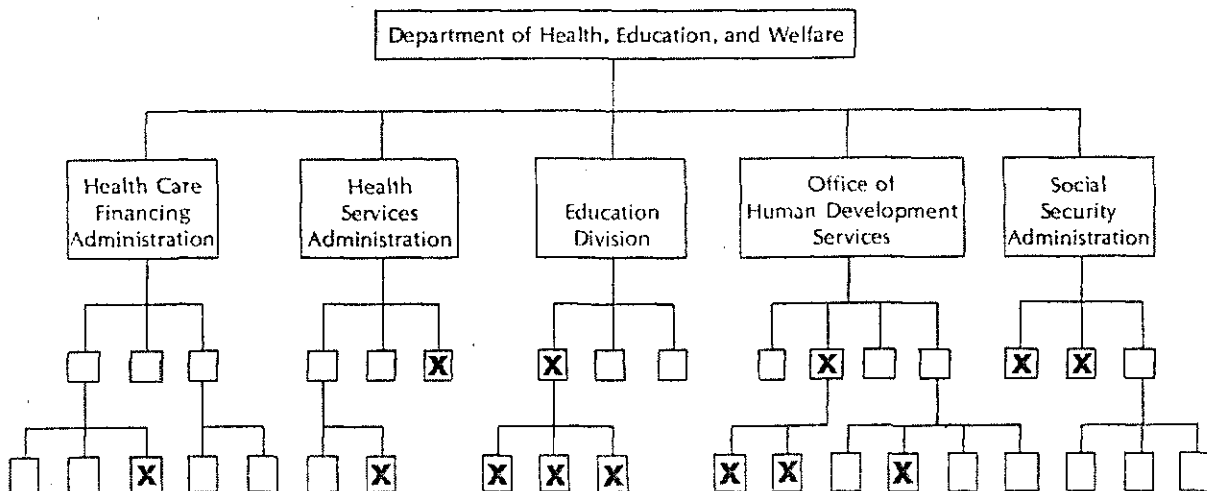 Department of Health, Education, and Welfare
Health Care
Financing
Administration
Health
Services
Administration
Education
Division
Office of
Human Development
Services
Social
Security
Administration
X X X X X
X X X X X X X X